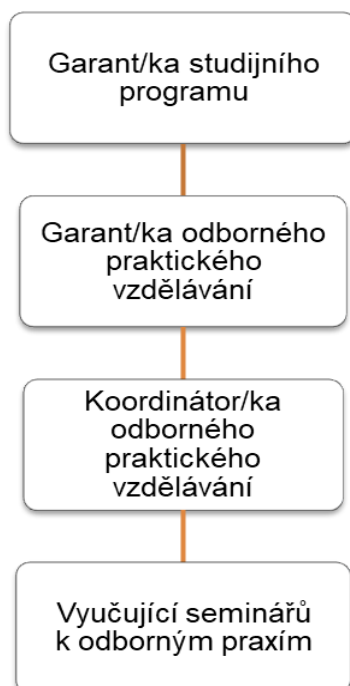 Garant/ka studijního
programu
Garant/ka odborného
praktického
vzdělávání
Koordinátor/ka
odborného
praktického
vzdělávání
Vyučující seminářů
k odborným praxím